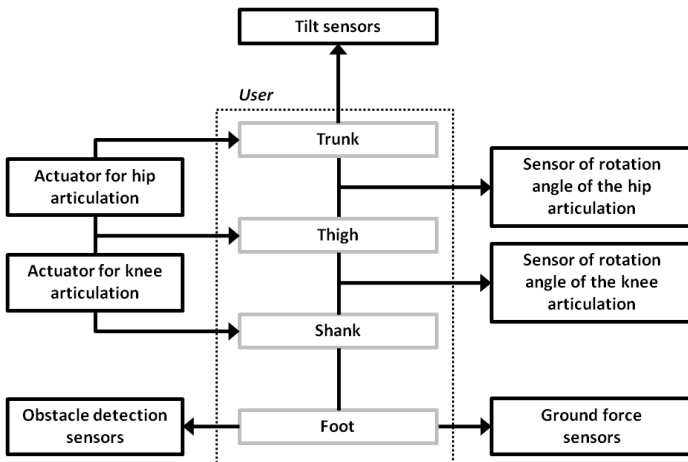 Tilt sensors
User
Trunk
Actuator for hip
articulation
Sensor of rotation
angle of the hip
articulation
Thigh
Actuator for knee
articulation
Sensor of rotation
angle of the knee
articulation
Shank
Obstacle detection
sensors
Foot
Ground force
sensors